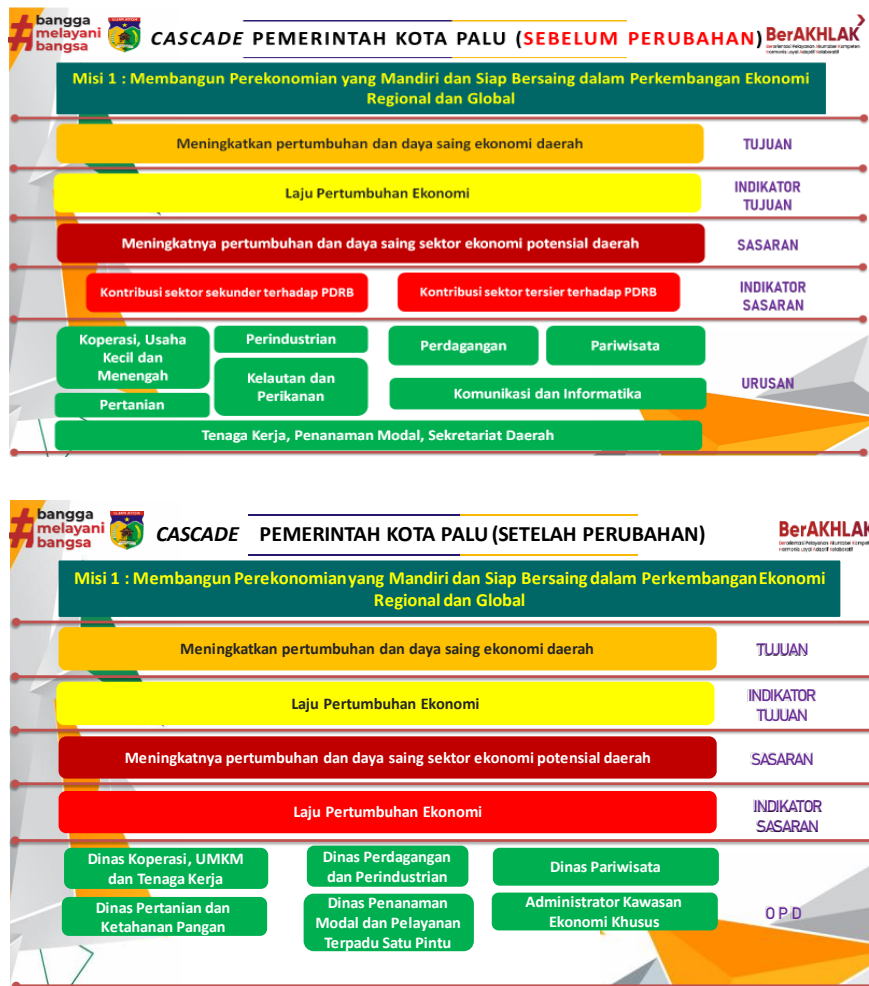 #bangga
melayani
bangsa
CASCADE PEMERINTAH KOTA PALU (SEBELUM PERUBAHAN)
BerAKHLAK
Misi 1 : Membangun Perekonomian yang Mandiri dan Siap Bersaing dalam Perkembangan Ekonomi
Regional dan Global
Meningkatkan pertumbuhan dan daya saing ekonomi daerah
TUJUAN
Laju Pertumbuhan Ekonomi
INDIKATOR
TUJUAN
Meningkatnya pertumbuhan dan daya saing sektor ekonomi potensial daerah
SASARAN
Kontribusi sektor sekunder terhadap PDRB
Kontribusi sektor tersier terhadap PDRB
INDIKATOR
SASARAN
Koperasi, Usaha
Kecil dan
Menengah
Perindustrian
Perdagangan
Pariwisata
Kelautan dan
Perikanan
Pertanian
Komunikasi dan Informatika
URUSAN
Tenaga Kerja, Penanaman Modal, Sekretariat Daerah
#bangga
melayani
bangsa
CASCADE PEMERINTAH KOTA PALU (SETELAH PERUBAHAN)
BerAKHLAK
Misi 1 : Membangun Perekonomian yang Mandiri dan Siap Bersaing dalam Perkembangan Ekonomi
Regional dan Global
Meningkatkan pertumbuhan dan daya saing ekonomi daerah
TUJUAN
Laju Pertumbuhan Ekonomi
INDIKATOR
TUJUAN
Meningkatnya pertumbuhan dan daya saing sektor ekonomi potensial daerah
SASARAN
Laju Pertumbuhan Ekonomi
INDIKATOR
SASARAN
Dinas Koperasi, UMKM
dan Tenaga Kerja
Dinas Perdagangan
dan Perindustrian
Dinas Pariwisata
Dinas Pertanian dan
Ketahanan Pangan
Dinas Penanaman
Modal dan Pelayanan
Terpadu Satu Pintu
Administrator Kawasan
Ekonomi Khusus
O P D